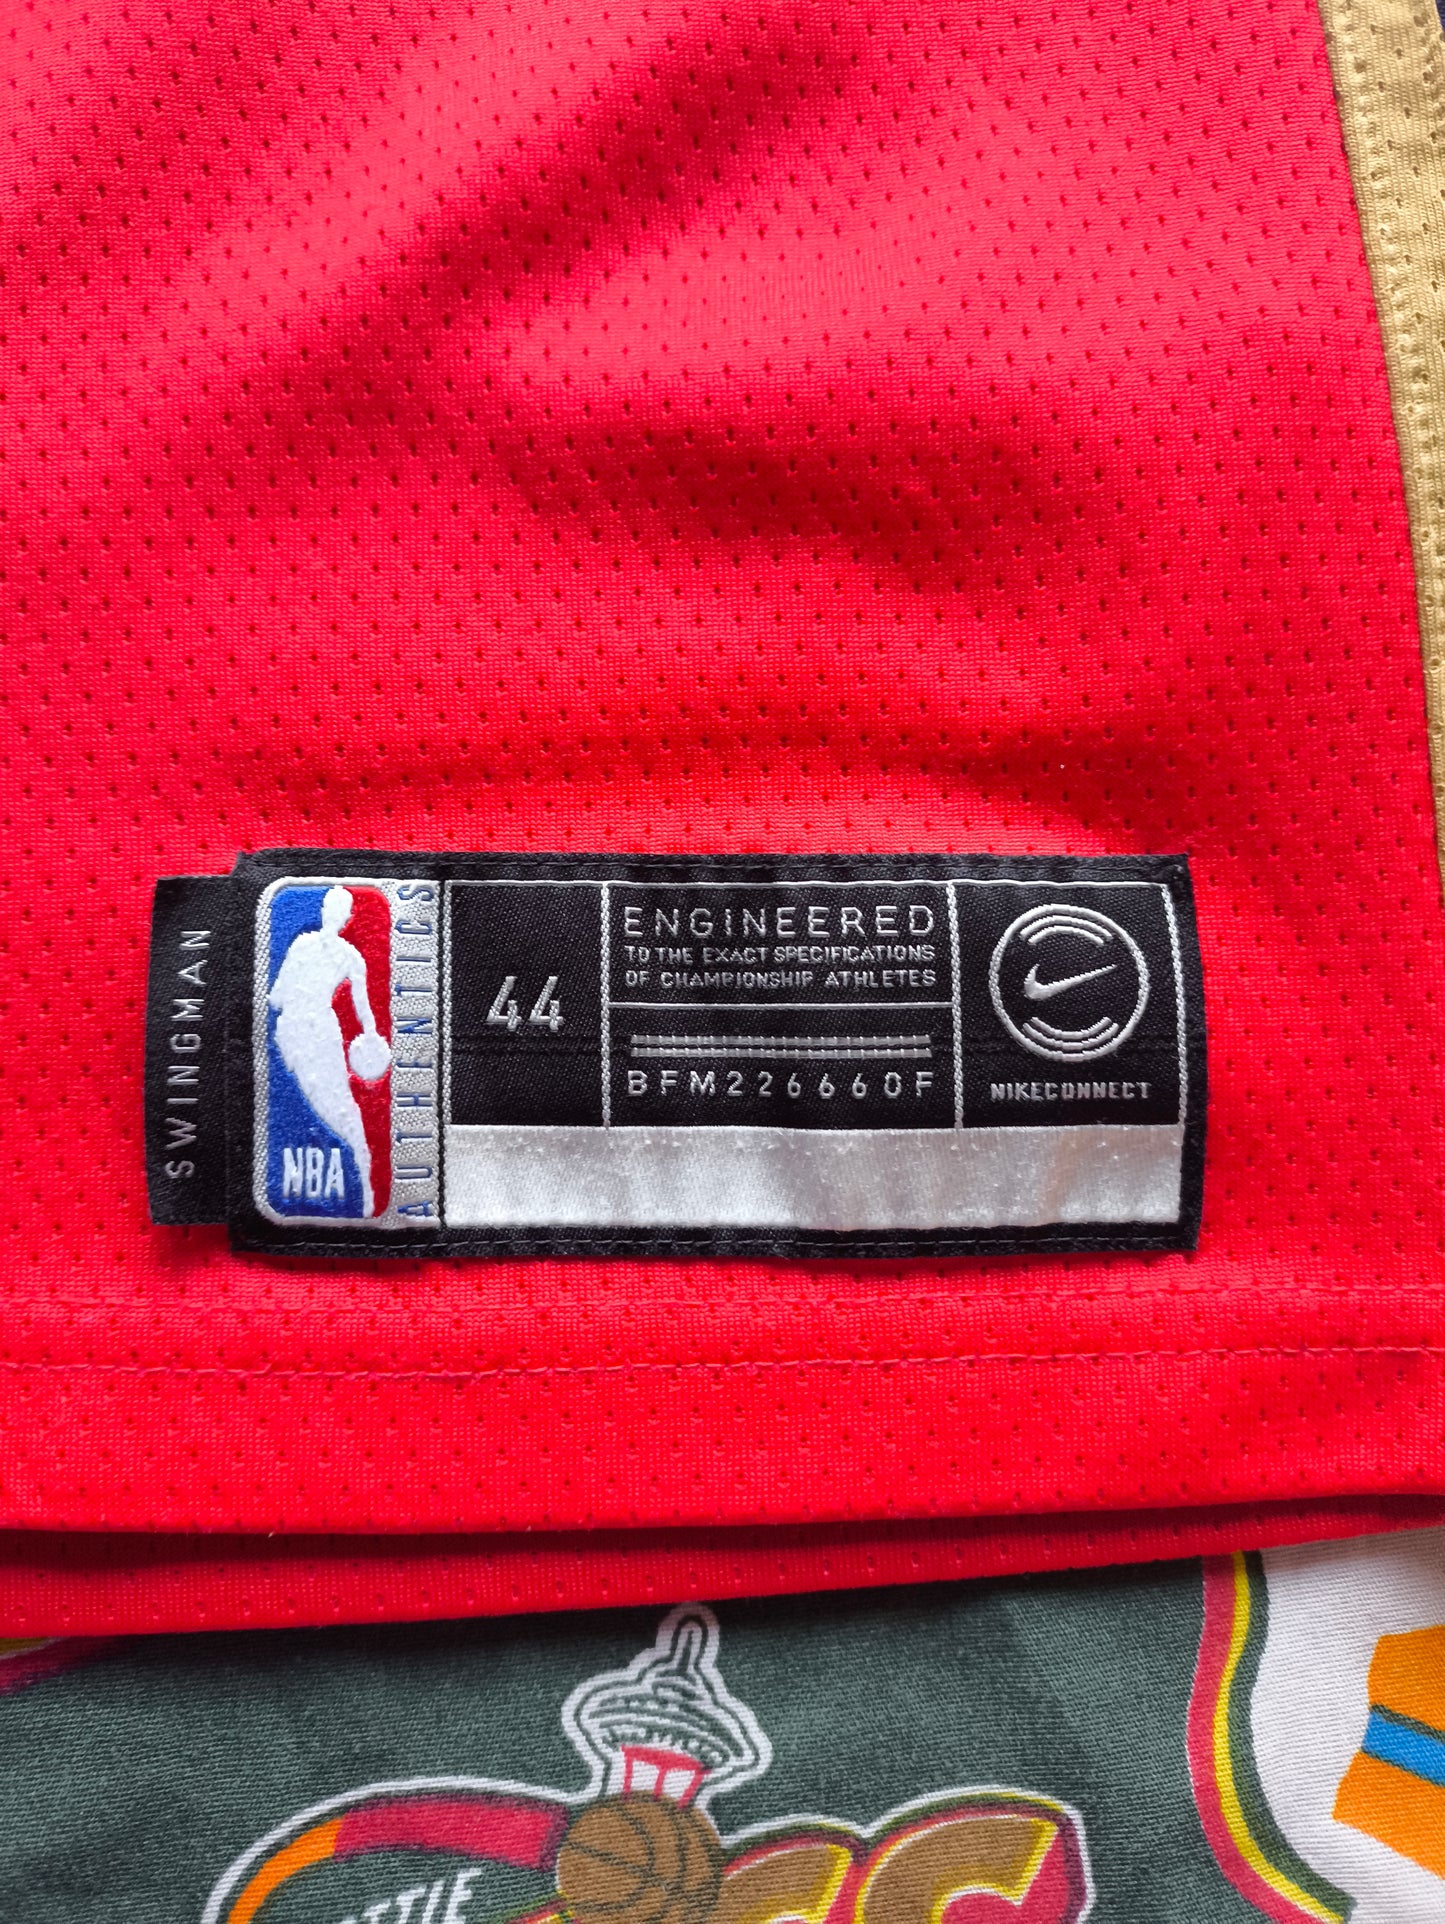 SWINGMAN
NBA
AUTHENTICS
44
ENGINEERED
TO THE EXACT SPECIFICATIONS
OF CHAMPIONSHIP ATHLETES
BFM226660F
NIKECONNECT